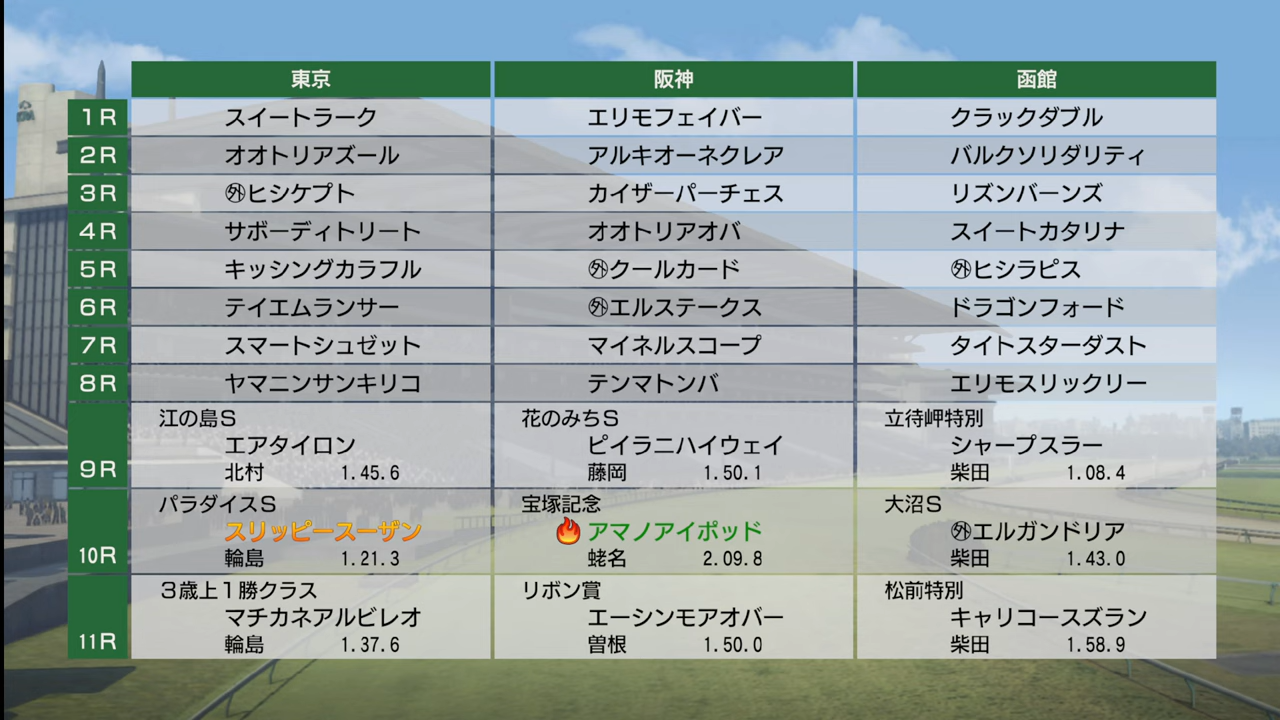 東京 阪神 函館
1R スイートラーク エリモフェイバー クラックダブル
2R オオトリアズール アルキオーネクレア バルクソリダリティ
3R ㊕ヒシケプト カイザーパーチェス リズンバーンズ
4R サボーディトリート オオトリアオバ スイートカタリナ
5R キッシングカラフル 外クールカード 外ヒシラピス
6R テイエムランサー 外エルステークス ドラゴンフォード
7R スマートシュゼット マイネルスコープ タイトスターダスト
8R ヤマニンサンキリコ テンマトンバ エリモスリックリー
江の島S 花のみちS 立待岬特別
エアタイロン ピイラニハイウェイ シャープスラー
9R 北村 1.45.6 藤岡 1.50.1 柴田 1.08.4
パラダイスS 宝塚記念 大沼S
スリッピースーザン アマノアイポッド 外エルガンドリア
10R 輪島 1.21.3 蛯名 2.09.8 柴田 1.43.0
3歳上1勝クラス リボン賞 松前特別
マチカネアルビレオ エーシンモアオバー キャリコースズラン
11R 輪島 1.37.6 曽根 1.50.0 柴田 1.58.9